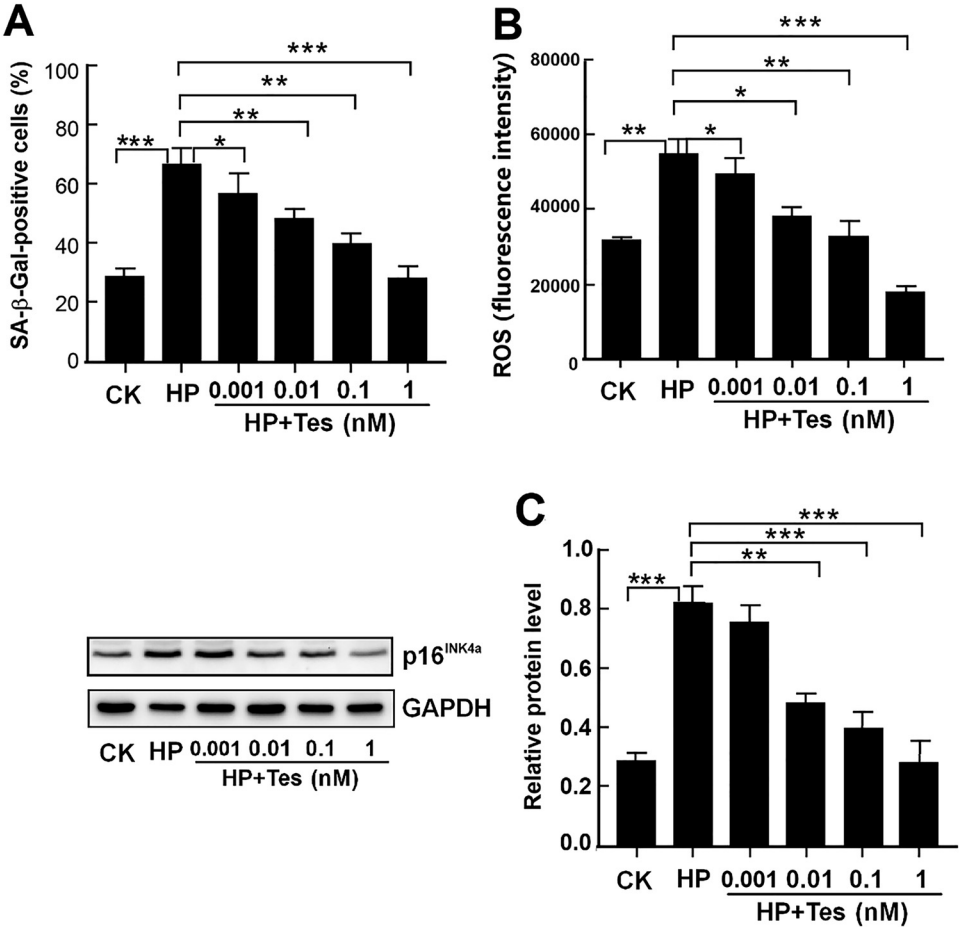 A
SA-β-Gal-positive cells (%)
100
80
60
40
20
0
***
**
**
***
*
CK HP 0.001 0.01 0.1 1
HP+Tes (nM)
B
ROS (fluorescence intensity)
80000
60000
40000
20000
0
***
**
*
**
*
CK HP 0.001 0.01 0.1 1
HP+Tes (nM)
p16INK4a
GAPDH
CK HP 0.001 0.01 0.1 1
HP+Tes (nM)
C
Relative protein level
1.0
0.8
0.6
0.4
0.2
0.0
***
***
**
***
CK HP 0.001 0.01 0.1 1
HP+Tes (nM)